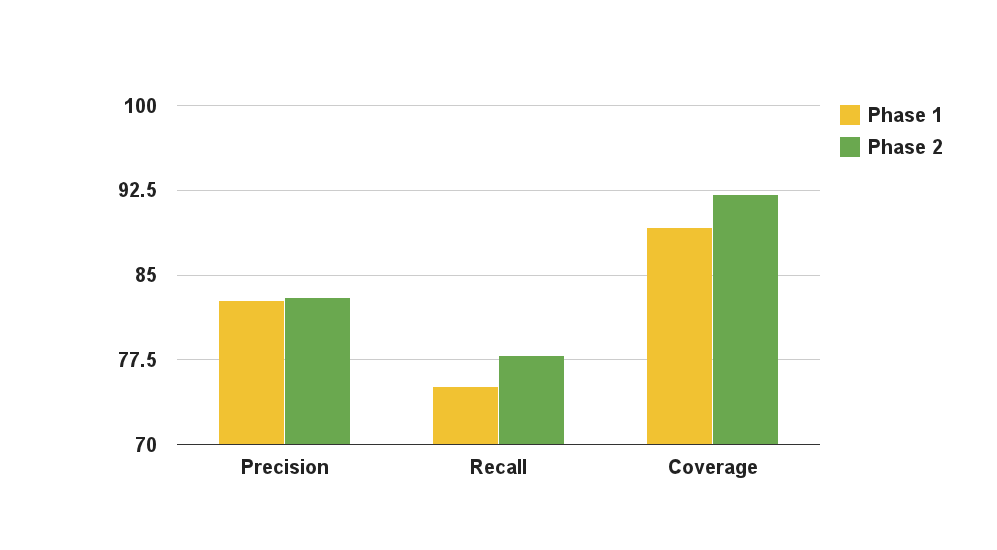 100
92.5
85
77.5
70
Precision
Recall
Coverage
Phase 1
Phase 2